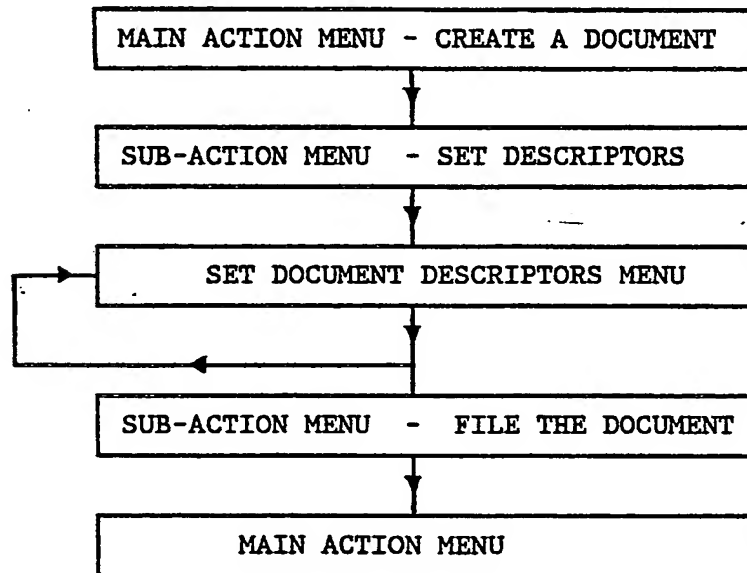 MAIN ACTION MENU - CREATE A DOCUMENT
SUB-ACTION MENU - SET DESCRIPTORS
SET DOCUMENT DESCRIPTORS MENU
SUB-ACTION MENU - FILE THE DOCUMENT
MAIN ACTION MENU